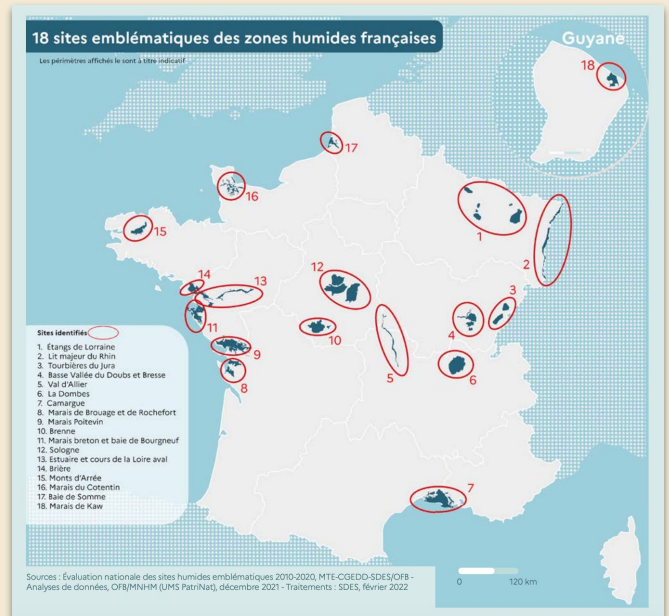 18 sites emblématiques des zones humides françaises
Les périmètres affichés le sont à titre indicatif
Guyane
18
17
16
15
1
2
14
13
12
3
4
11
10
9
8
5
6
7
Sites identifiés
1. Étangs de Lorraine
2. Lit majeur du Rhin
3. Tourbières du Jura
4. Basse Vallée du Doubs et Bresse
5. Val d'Allier
6. La Dombes
7. Camargue
8. Marais de Brouage et de Rochefort
9. Marais Poitevin
10. Brenne
11. Marais breton et baie de Bourgneuf
12. Sologne
13. Estuaire et cours de la Loire aval
14. Brière
15. Monts d'Arrée
16. Marais du Cotentin
17. Baie de Somme
18. Marais de Kaw
Sources : Évaluation nationale des sites humides emblématiques 2010-2020, MTE-CGEDD-SDES/OFB -
Analyses de données, OFB/MNHM (UMS PatriNat), décembre 2021 - Traitements : SDES, février 2022
0 120 km